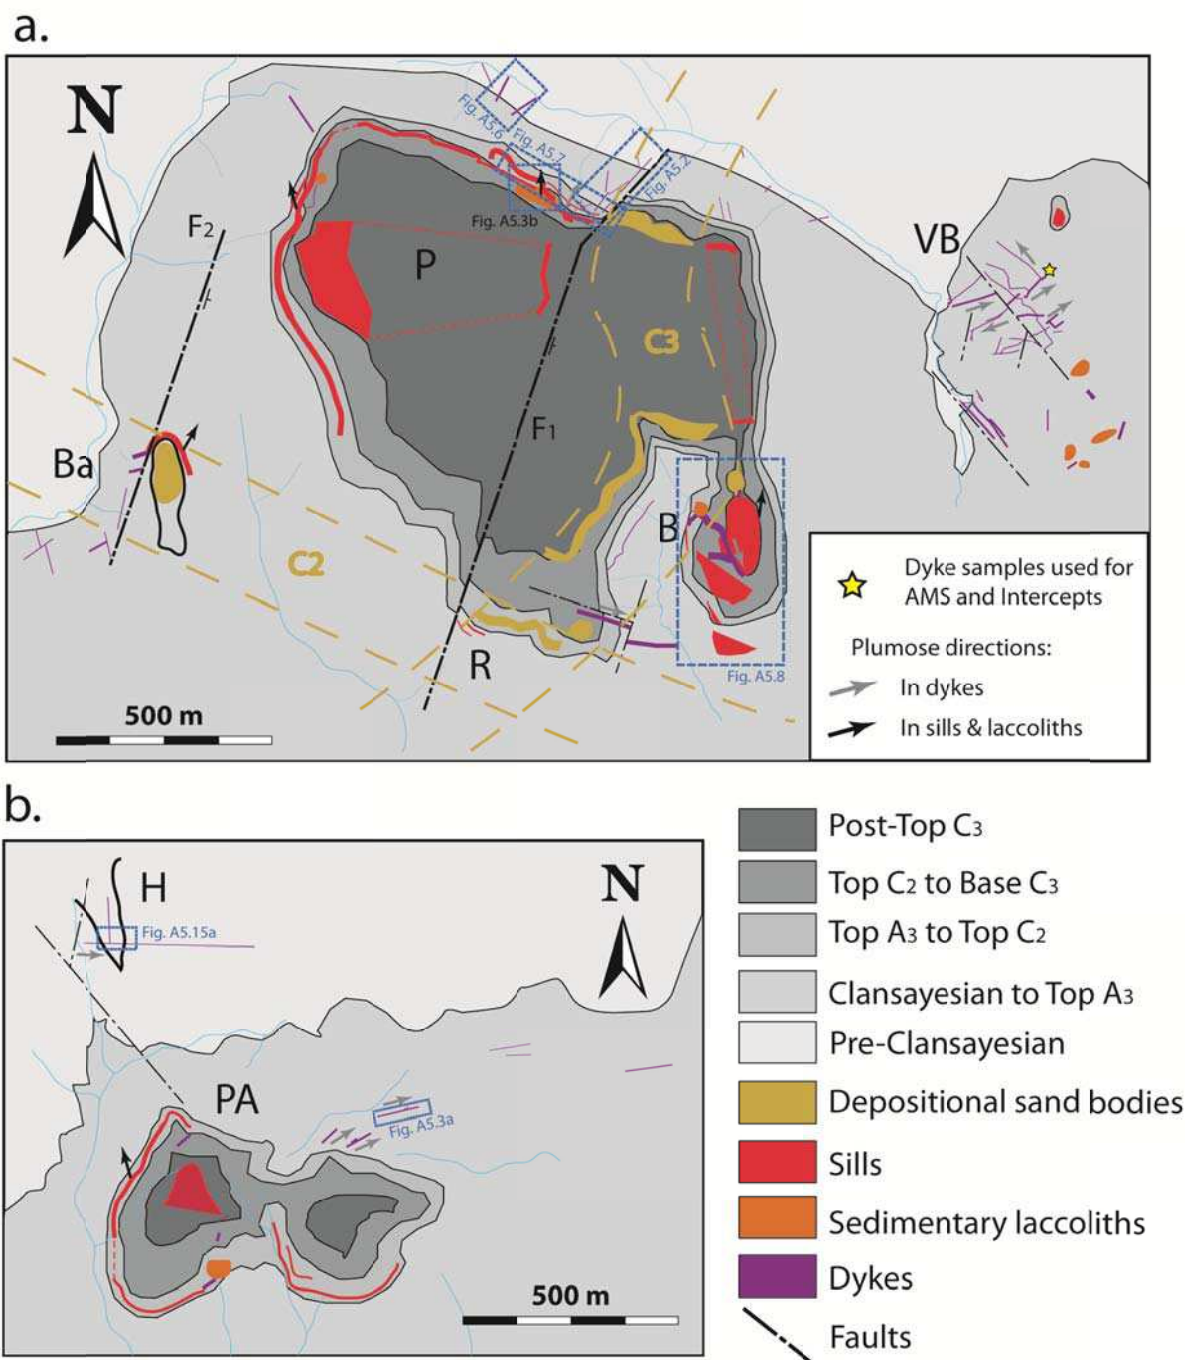 a.
N
Fig. A5.6
Fig. A5.7
Fig. A5.2
Fig. A5.3b
F2
P
VB
C3
F1
Ba
B
C2
R
Fig. A5.8
500 m
Dyke samples used for
AMS and Intercepts
Plumose directions:
In dykes
In sills & laccoliths
b.
H
N
Fig. A5.15a
PA
Fig. A5.3a
500 m
Post-Top C3
Top C2 to Base C3
Top A3 to Top C2
Clansayesian to Top A3
Pre-Clansayesian
Depositional sand bodies
Sills
Sedimentary laccoliths
Dykes
Faults